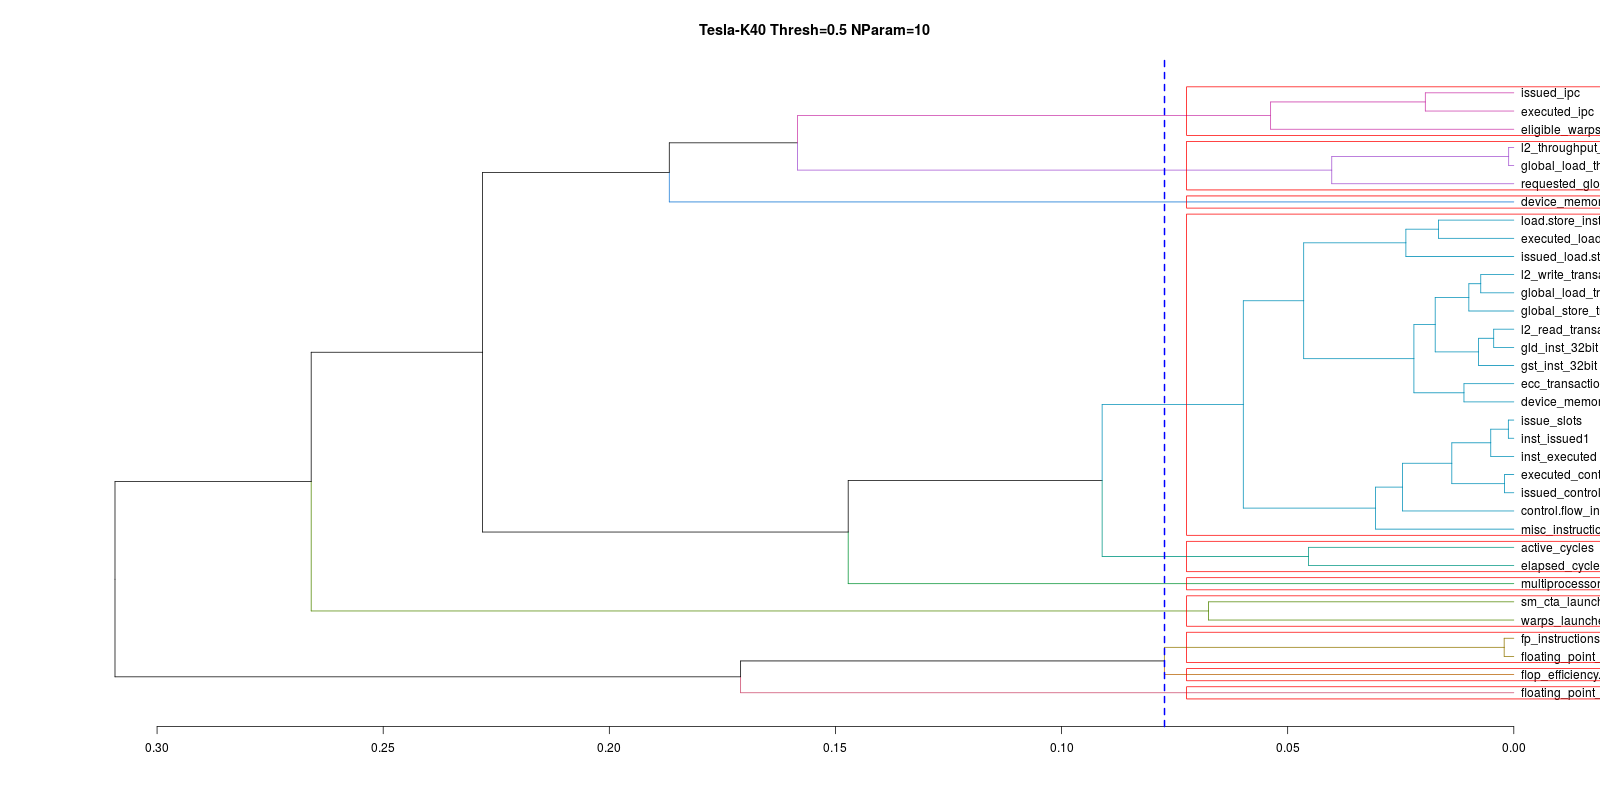 Tesla-K40 Thresh=0.5 NParam=10
issued_ipc
executed_ipc
eligible_warps
l2_throughput_
global_load_th
requested_glo
device_memor
load.store_inst
executed_load
issued_load.st
l2_write_transa
global_load_tr
global_store_t
l2_read_transa
gld_inst_32bit
gst_inst_32bit
ecc_transactio
device_memor
issue_slots
inst_issued1
inst_executed
executed_cont
issued_control
control.flow_in
misc_instructio
active_cycles
elapsed_cycle
multiprocessor
sm_cta_launch
warps_launche
fp_instructions
floating_point_
flop_efficiency.
floating_point_
0.30 0.25 0.20 0.15 0.10 0.05 0.00